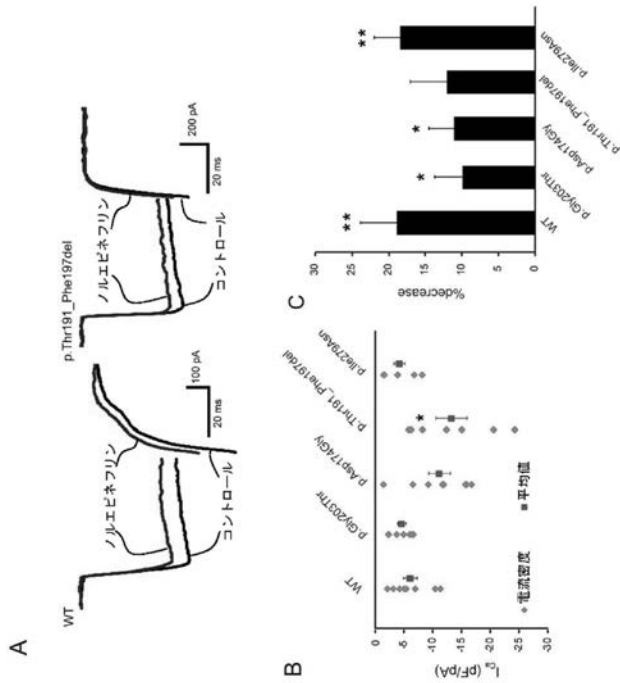 A
WT
ノルエピネフリン
コントロール
100 pA
20 ms
p.Thr191_Phe197del
ノルエピネフリン
コントロール
200 pA
20 ms
B
WT
p.Gly203Thr
p.Asp174Gly
p.Thr191_Phe197del
p.Ile279Asn
0
-5
-10
-15
-20
-25
-30
I Ca (pF/pA)
*
電流密度
平均値
C
30
25
20
15
10
5
0
%decrease
**
*
*
**
WT
p.Gly203Thr
p.Asp174Gly
p.Thr191_Phe197del
p.Ile279Asn